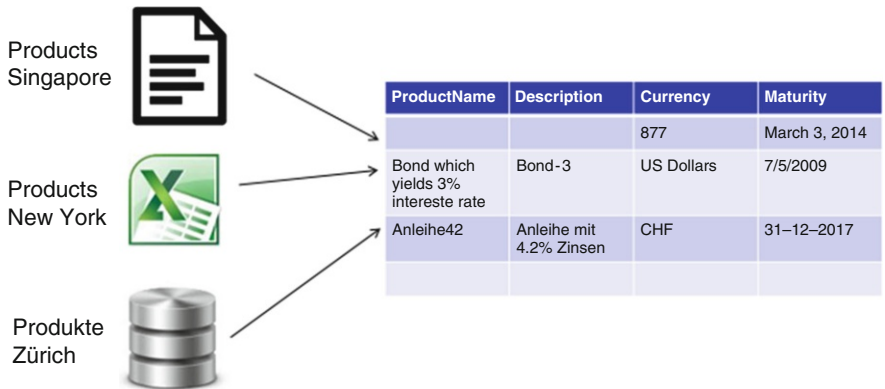 Products
Singapore
Products
New York
Produkte
Zürich
ProductName Description Currency Maturity
877 March 3, 2014
Bond which Bond-3 US Dollars 7/5/2009
yields 3%
intereste rate
Anleihe42 Anleihe mit CHF 31–12–2017
4.2% Zinsen